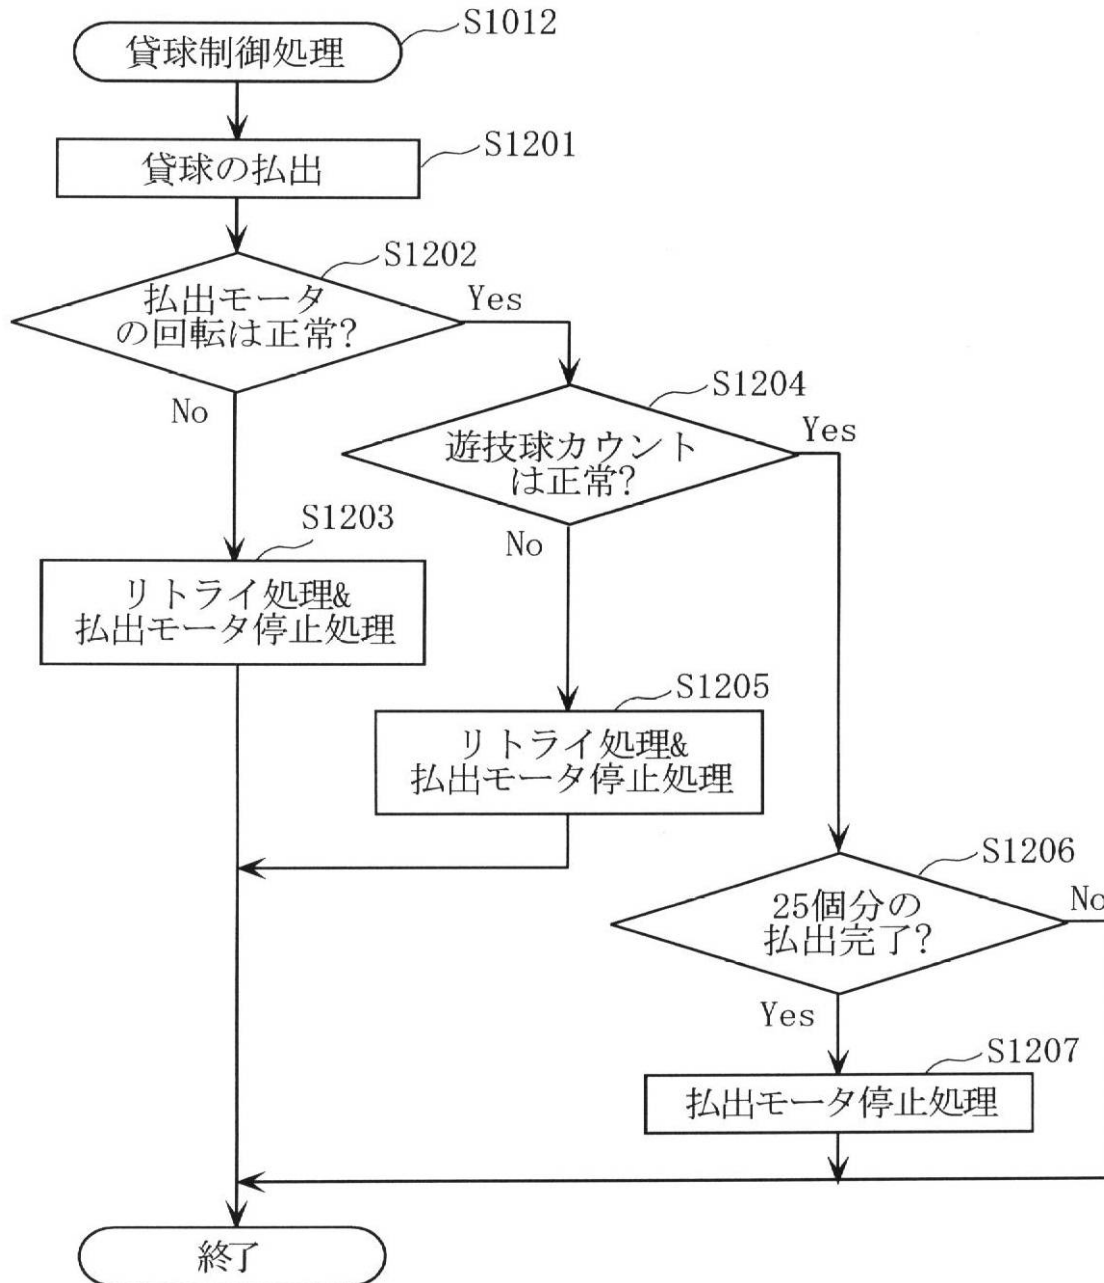 S1012
貸球制御処理
S1201
貸球の払出
S1202
払出モータ
の回転は正常?
Yes
No
S1204
遊技球カウント
は正常?
Yes
No
S1203
リトライ処理&
払出モータ停止処理
S1205
リトライ処理&
払出モータ停止処理
S1206
25個分の
払出完了?
No
Yes
S1207
払出モータ停止処理
終了